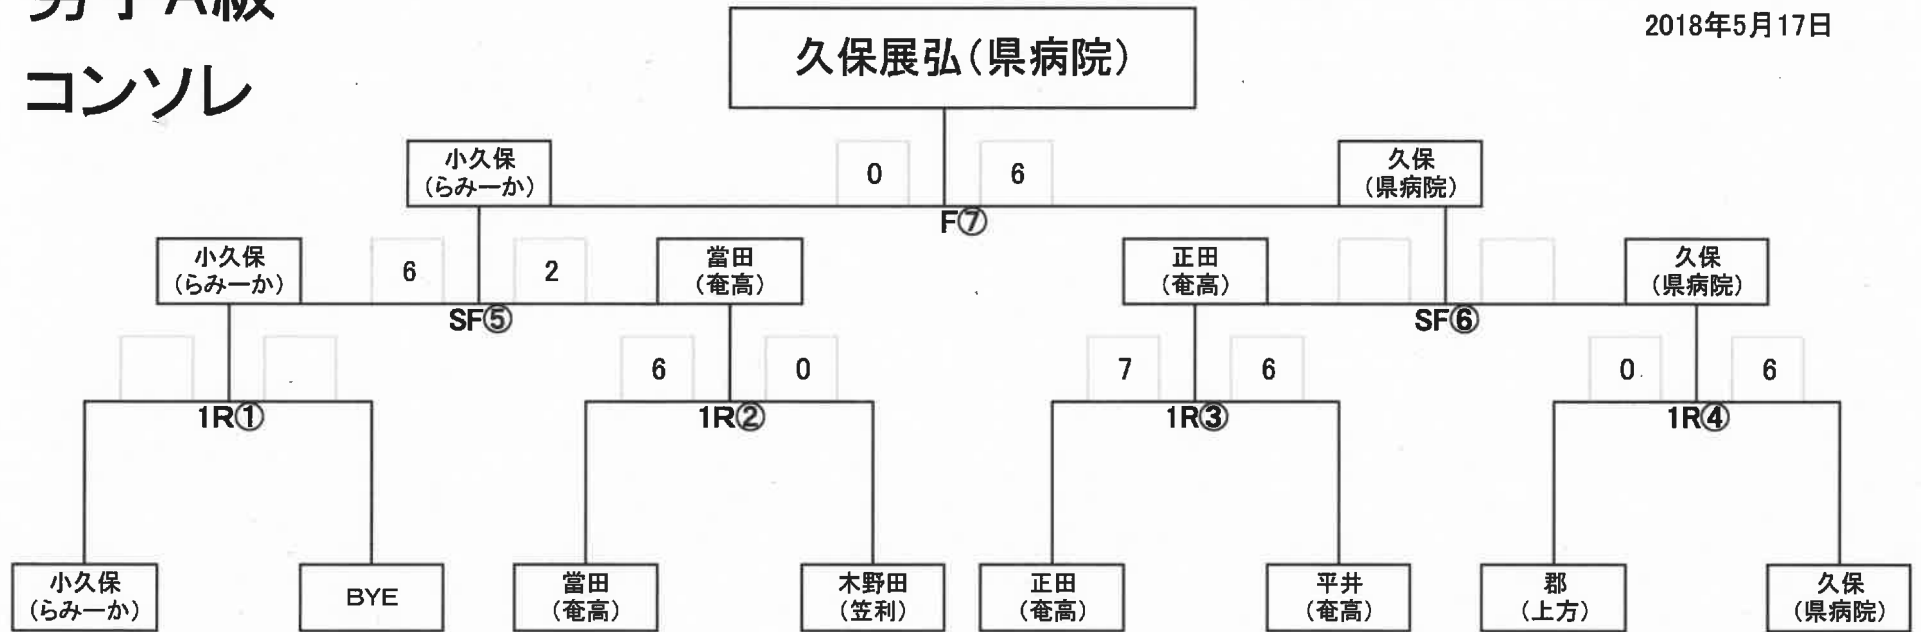 男子A級
コンソレ
2018年5月17日
久保展弘(県病院)
小久保
(らみーか)
0
6
久保
(県病院)
F⑦
小久保
(らみーか)
6
2
當田
(奄高)
正田
(奄高)
久保
(県病院)
SF⑤
SF⑥
6
0
7
6
0
6
1R①
1R②
1R③
1R④
小久保
(らみーか)
BYE
當田
(奄高)
木野田
(笠利)
正田
(奄高)
平井
(奄高)
郡
(上方)
久保
(県病院)